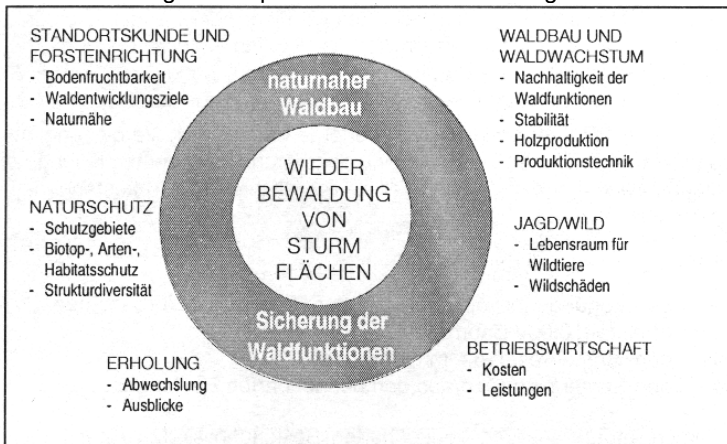 STANDORTSKUNDE UND
FORSTEINRICHTUNG
- Bodenfruchtbarkeit
- Waldentwicklungsziele
- Naturnähe
WALDBAU UND
WALDWACHSTUM
- Nachhaltigkeit der
Waldfunktionen
- Stabilität
- Holzproduktion
- Produktionstechnik
naturnaher
Waldbau
WIEDER
BEWALDUNG
VON
STURM
FLÄCHEN
Sicherung der
Waldfunktionen
NATURSCHUTZ
- Schutzgebiete
- Biotop-, Arten-,
Habitatsschutz
- Strukturdiversität
JAGD/WILD
- Lebensraum für
Wildtiere
- Wildschäden
ERHOLUNG
- Abwechslung
- Ausblicke
BETRIEBSWIRTSCHAFT
- Kosten
- Leistungen